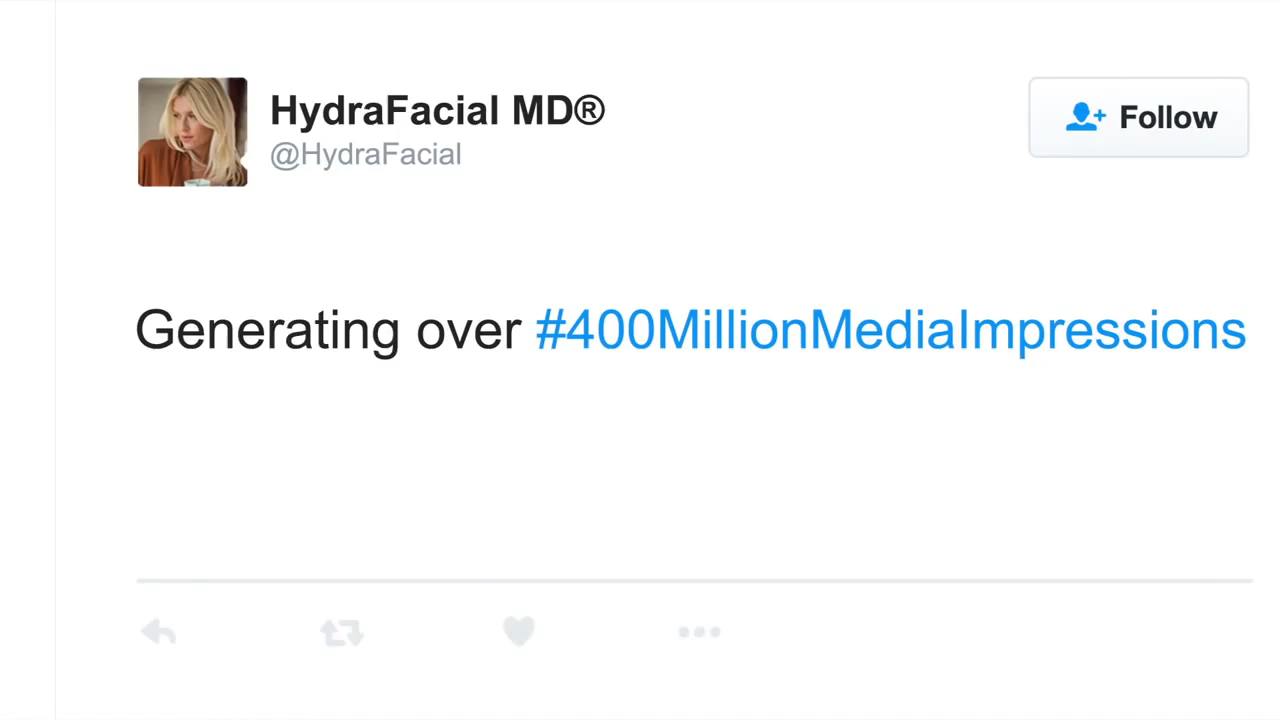 HydraFacial MD®
@HydraFacial
Follow
Generating over #400MillionMediaImpressions